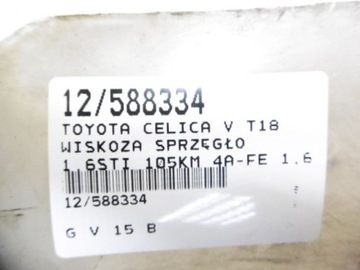 12/588334
TOYOTA CELICA V T18
WISKOZA SPRZĘGŁO
1 6STI 105KM 4A-FE 1.6
12/588334
G V 15 B